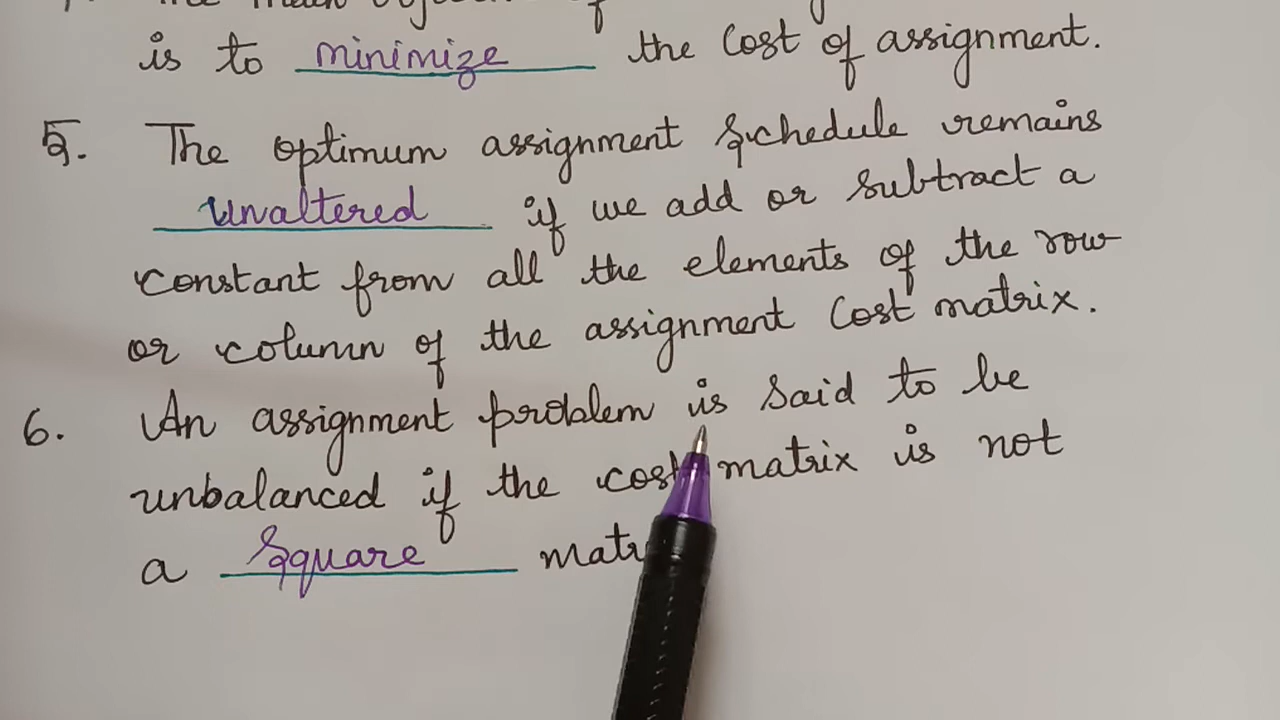 is to minimize the cost of assignment.
5. The optimum assignment schedule remains
unaltered if we add or subtract a
constant from all the elements of the row
or column of the assignment cost matrix.
6. An assignment problem is said to be
unbalanced if the cost matrix is not
a square